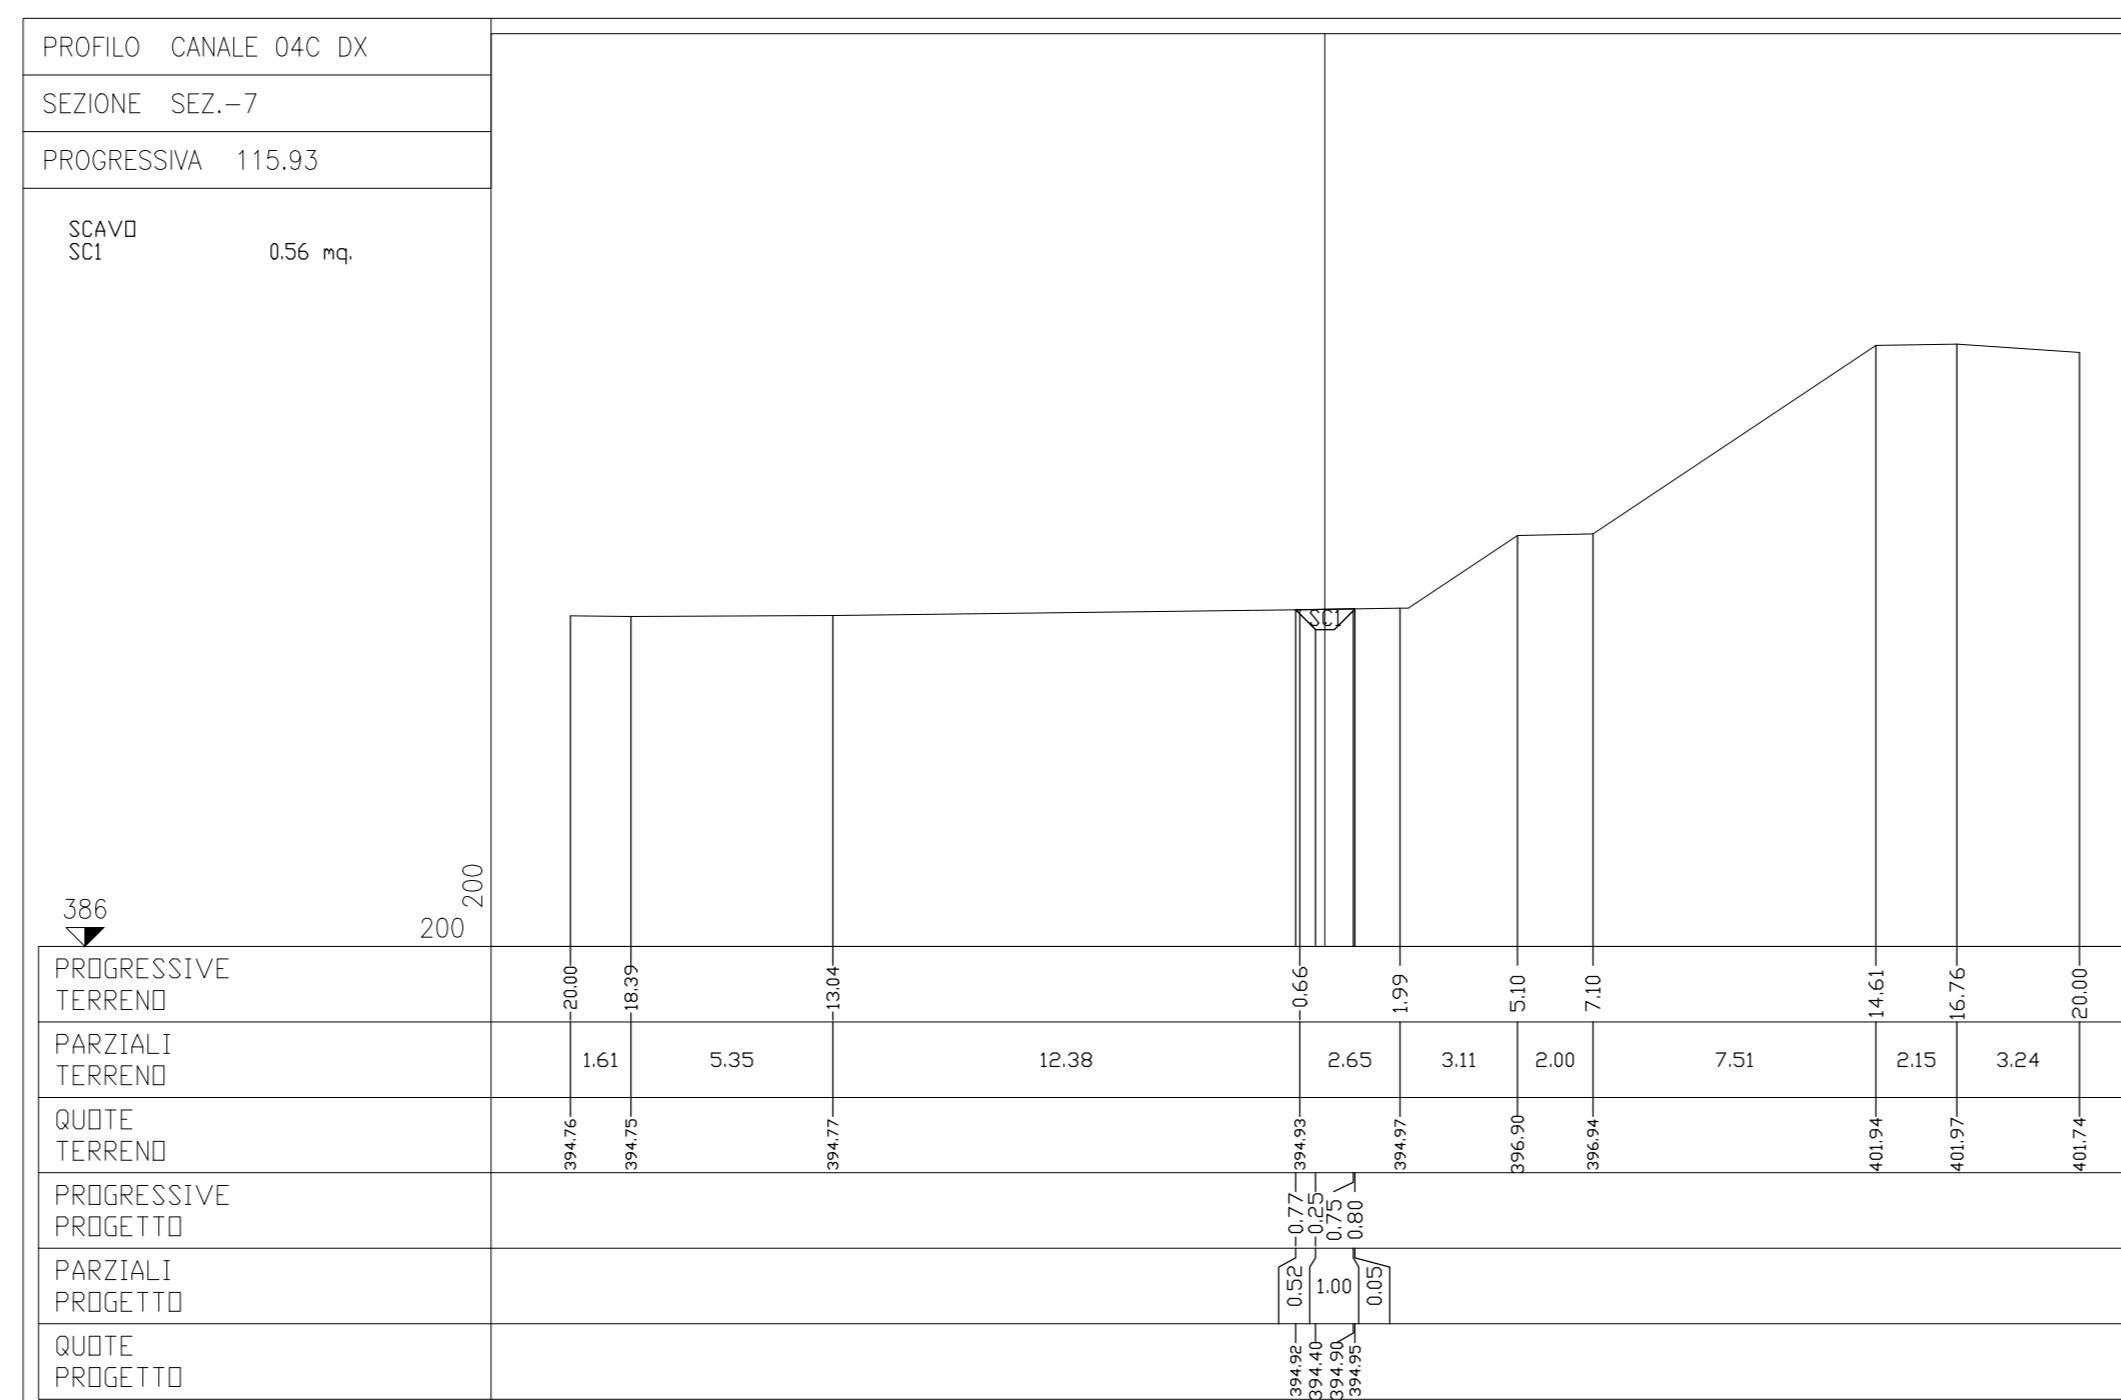 PROFILO CANALE 04C DX
SEZIONE SEZ.-7
PROGRESSIVA 115.93
SCAVO
SC1 0.56 mq.
SC1
200
386
200
PROGRESSIVE
TERRENO
-20.00 -18.39 -13.04 -0.66 1.99 5.10 7.10 14.61 16.76 20.00
PARZIALI
TERRENO
1.61 5.35 12.38 2.65 3.11 2.00 7.51 2.15 3.24
QUOTE
TERRENO
394.76 394.75 394.77 394.93 394.97 396.90 396.94 401.94 401.97 401.74
PROGRESSIVE
PROGETTO
-0.77 -0.25 0.75 0.80
PARZIALI
PROGETTO
0.52 1.00 0.05
QUOTE
PROGETTO
394.92 394.40 394.90 394.95